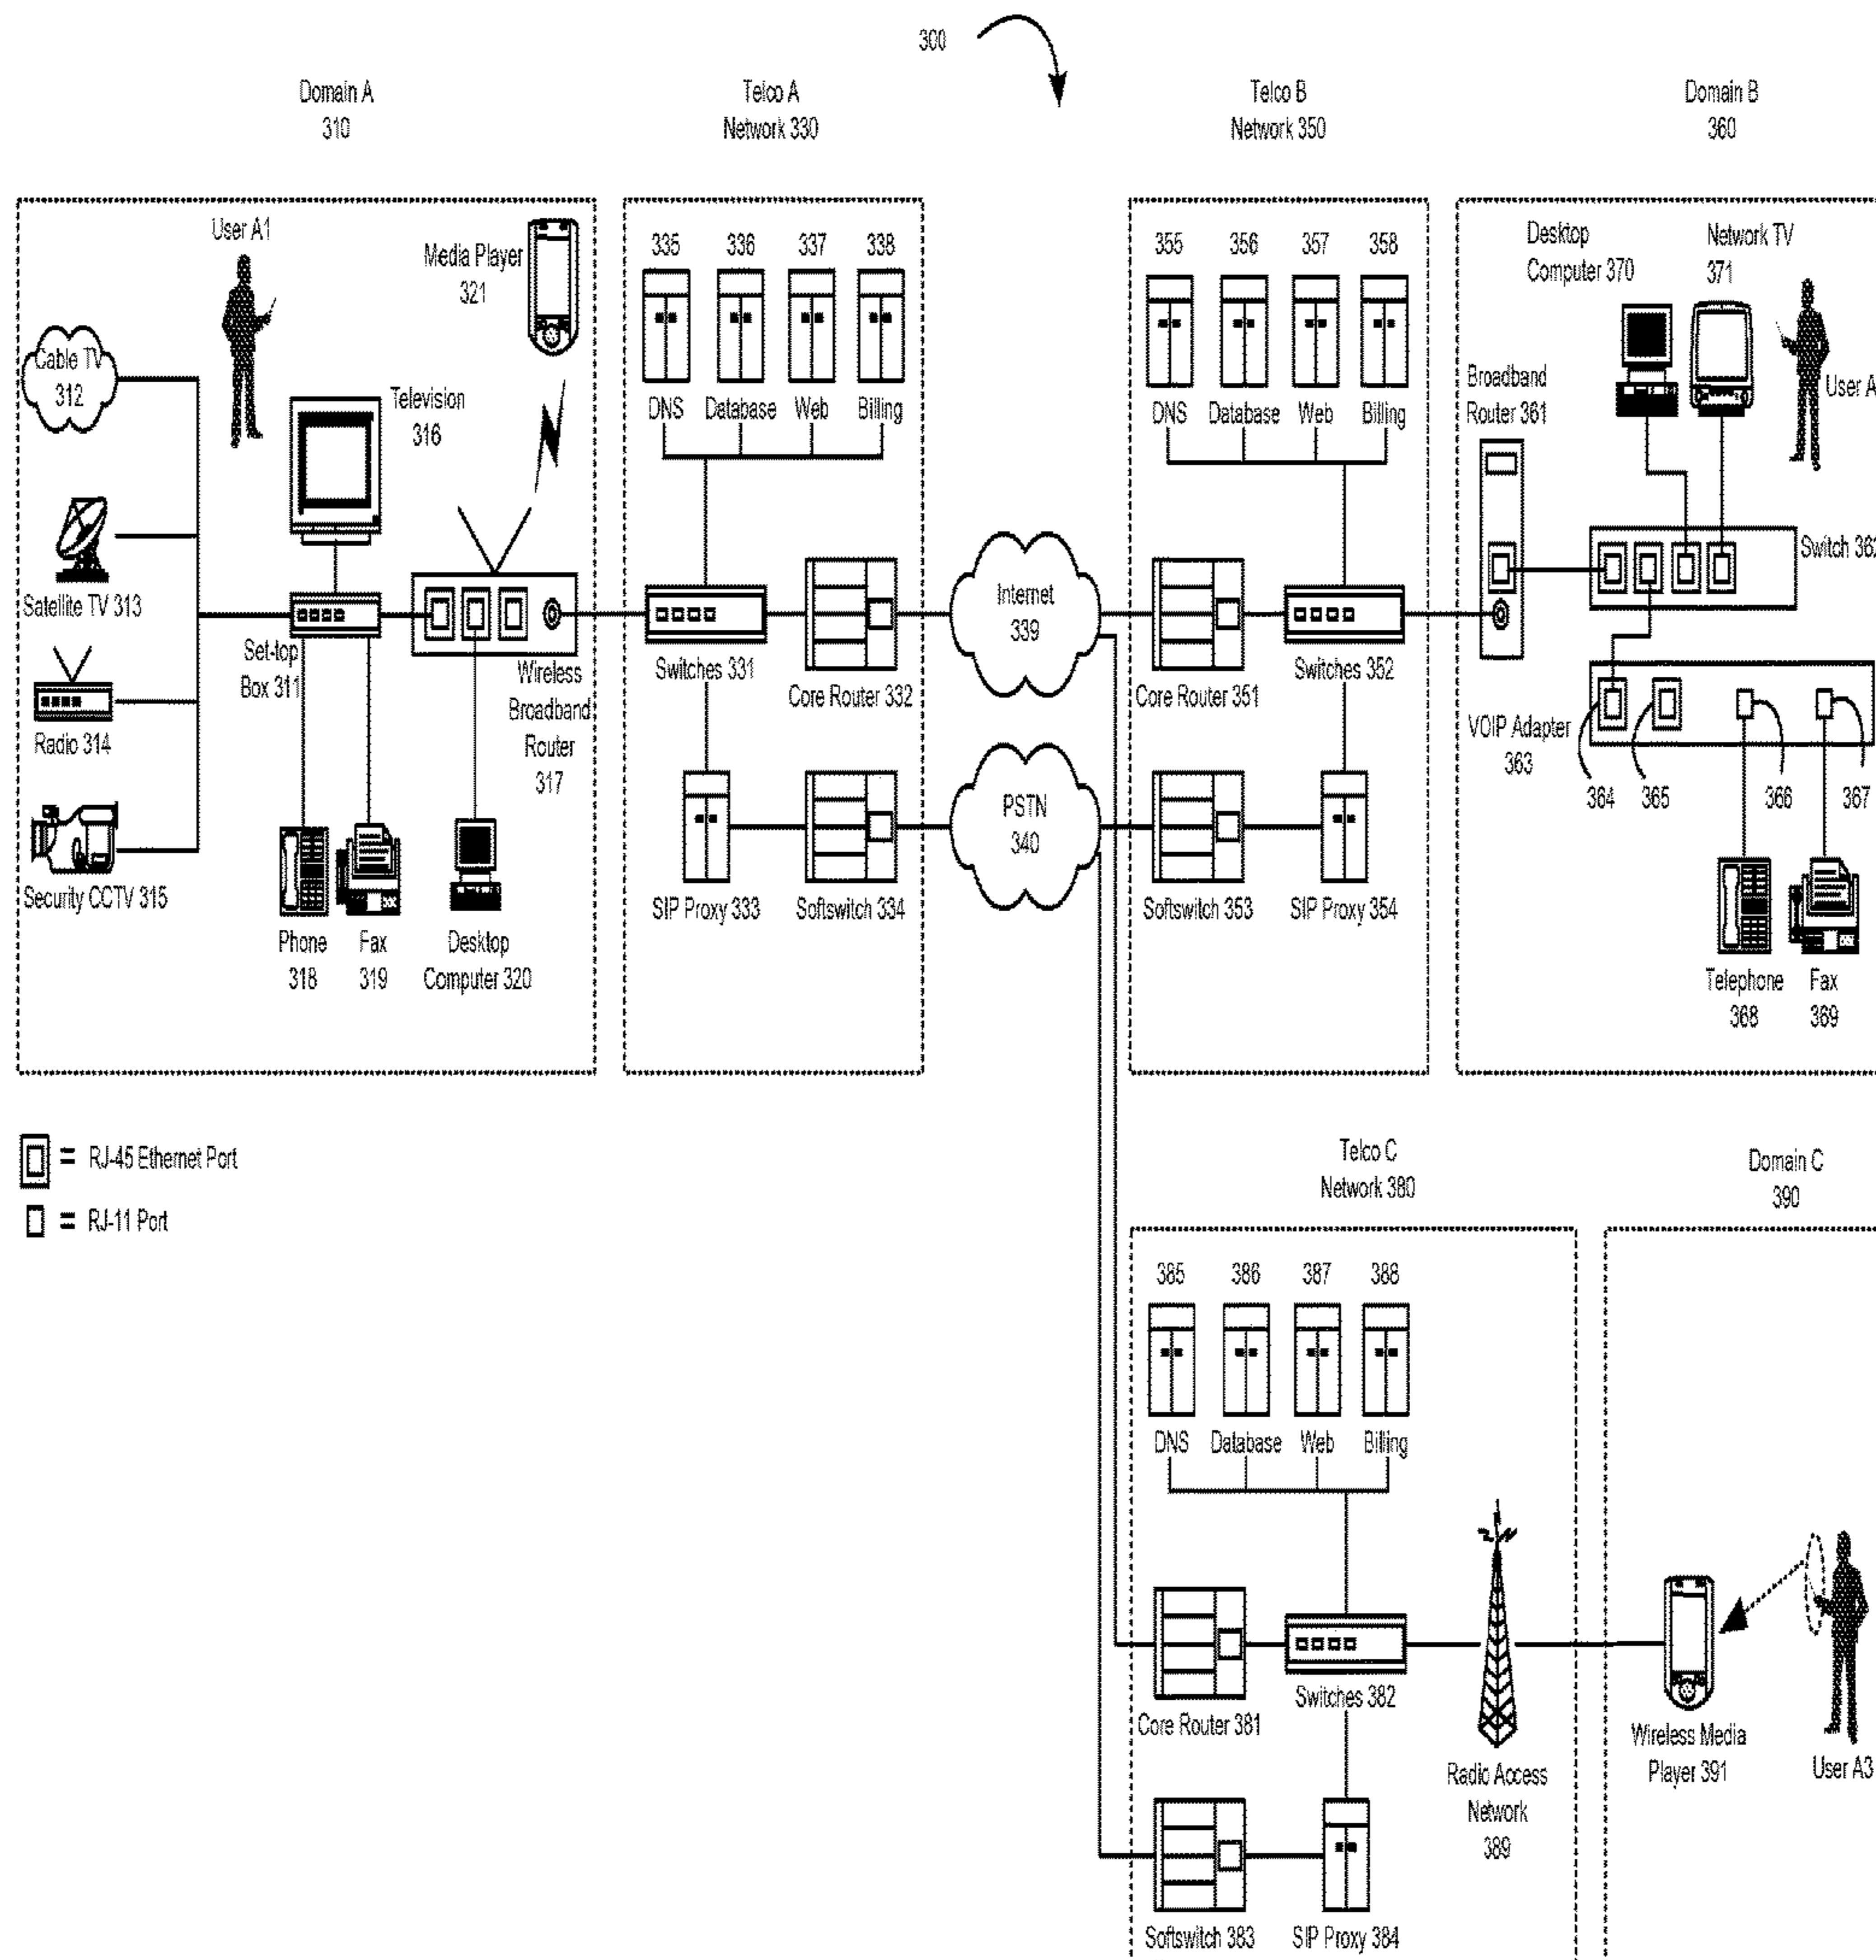 300
Domain A
310
Telco A
Network 330
Telco B
Network 350
Domain B
360
User A1
Media Player
321
Cable TV
312
Television
316
Satellite TV 313
Set-top
Box 311
Radio 314
Wireless
Broadband
Router
317
Security CCTV 315
Phone
318
Fax
319
Desktop
Computer 320
335 336 337 338
DNS Database Web Billing
Switches 331
Core Router 332
SIP Proxy 333
Softswitch 334
Internet
339
PSTN
340
355 356 357 358
DNS Database Web Billing
Core Router 351
Switches 352
Softswitch 353
SIP Proxy 354
Desktop
Computer 370
Network TV
371
Broadband
Router 361
User A
Switch 362
VOIP Adapter
363
364 365 366 367
Telephone
368
Fax
369
= RJ-45 Ethernet Port
= RJ-11 Port
Telco C
Network 380
Domain C
390
385 386 387 388
DNS Database Web Billing
Core Router 381
Switches 382
Radio Access
Network
389
Softswitch 383
SIP Proxy 384
Wireless Media
Player 391
User A3